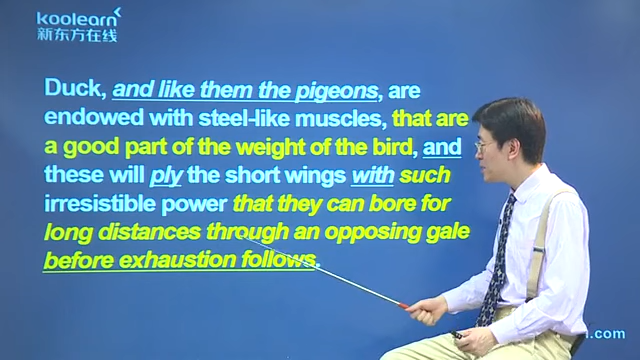 koolearn
新东方在线
Duck, and like them the pigeons, are
endowed with steel-like muscles, that are
a good part of the weight of the bird, and
these will ply the short wings with such
irresistible power that they can bore for
long distances through an opposing gale
before exhaustion follows.
.com